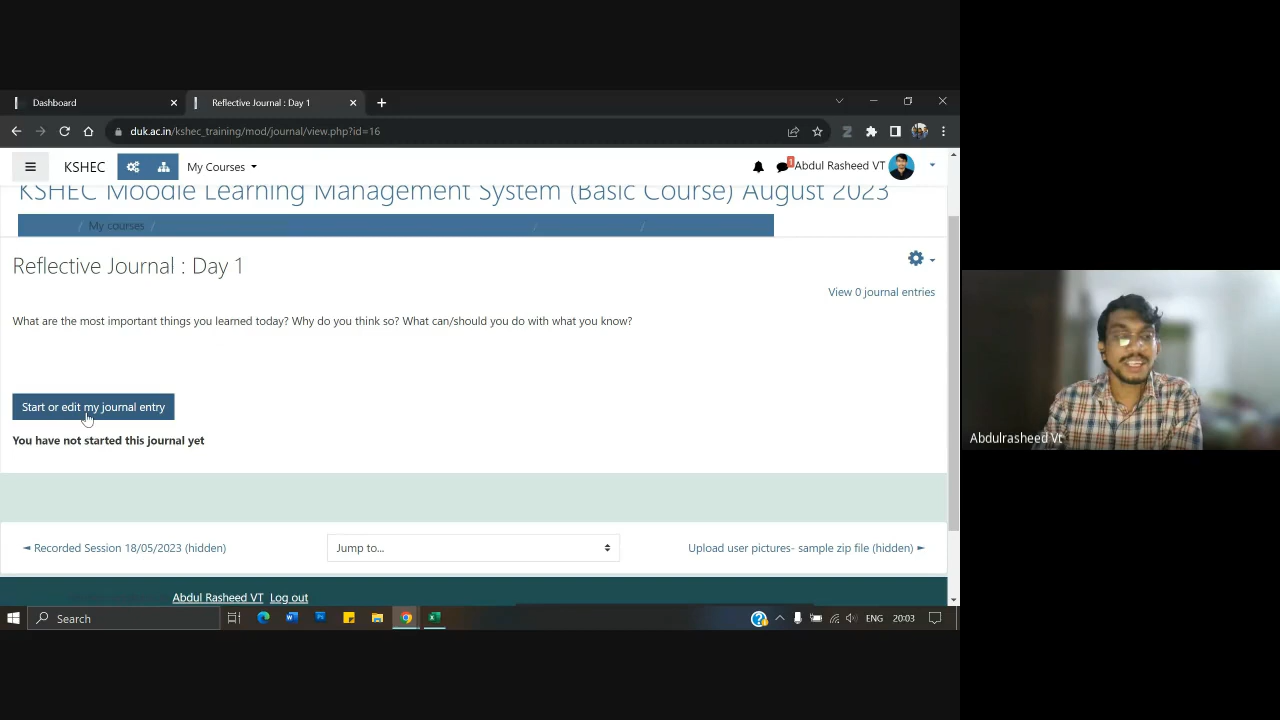 Dashboard
Reflective Journal : Day 1
duk.ac.in/kshec_training/mod/journal/view.php?id=16
KSHEC
My Courses
1
Abdul Rasheed VT
KSHEC Moodle Learning Management System (Basic Course) August 2023
/ My courses / / /
Reflective Journal : Day 1
View 0 journal entries
What are the most important things you learned today? Why do you think so? What can/should you do with what you know?
Start or edit my journal entry
You have not started this journal yet
◄ Recorded Session 18/05/2023 (hidden)
Jump to...
Upload user pictures- sample zip file (hidden) ►
Abdul Rasheed VT Log out
Search
ENG
20:03
Abdulrasheed Vt